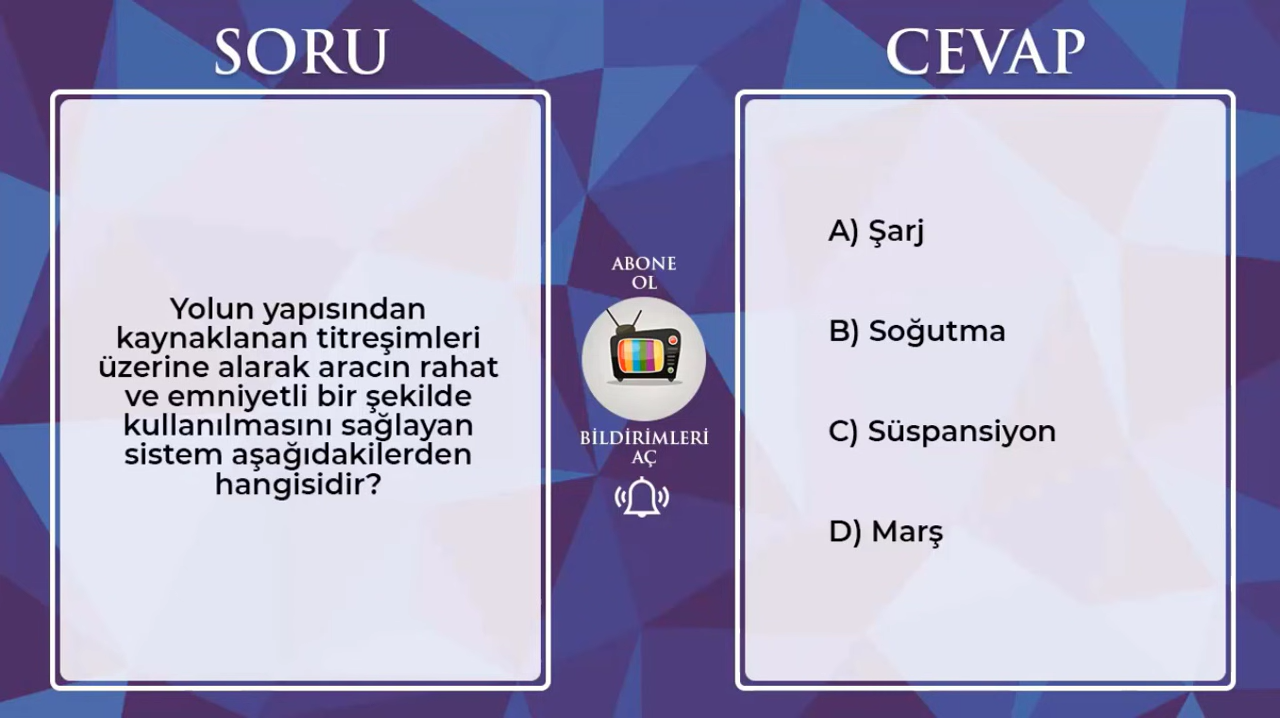 SORU
Yolun yapısından
kaynaklanan titreşimleri
üzerine alarak aracın rahat
ve emniyetli bir şekilde
kullanılmasını sağlayan
sistem aşağıdakilerden
hangisidir?
ABONE
OL
BİLDİRİMLERİ
AÇ
CEVAP
A) Şarj
B) Soğutma
C) Süspansiyon
D) Marş